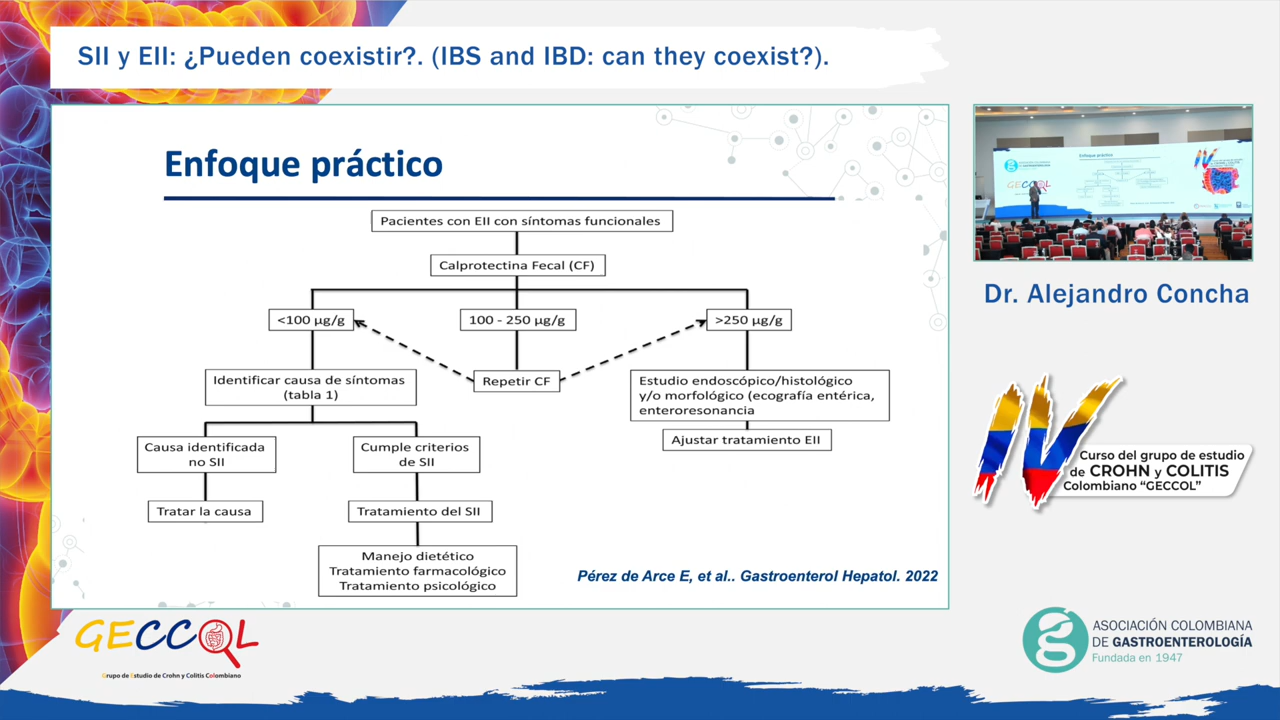 SII y EII: ¿Pueden coexistir?. (IBS and IBD: can they coexist?).
Enfoque práctico
Pacientes con EII con síntomas funcionales
Calprotectina Fecal (CF)
<100 µg/g
100 - 250 µg/g
>250 µg/g
Repetir CF
Identificar causa de síntomas
(tabla 1)
Estudio endoscópico/histológico
y/o morfológico (ecografía entérica,
enteroresonancia
Ajustar tratamiento EII
Causa identificada
no SII
Cumple criterios
de SII
Tratar la causa
Tratamiento del SII
Manejo dietético
Tratamiento farmacológico
Tratamiento psicológico
Pérez de Arce E, et al.. Gastroenterol Hepatol. 2022
Enfoque práctico
GECCOL
IV
Dr. Alejandro Concha
IV
Curso del grupo de estudio
de CROHN y COLITIS
Colombiano “GECCOL”
GECCOL
Grupo de Estudio de Crohn y Colitis Colombiano
ASOCIACIÓN COLOMBIANA
DE GASTROENTEROLOGÍA
Fundada en 1947